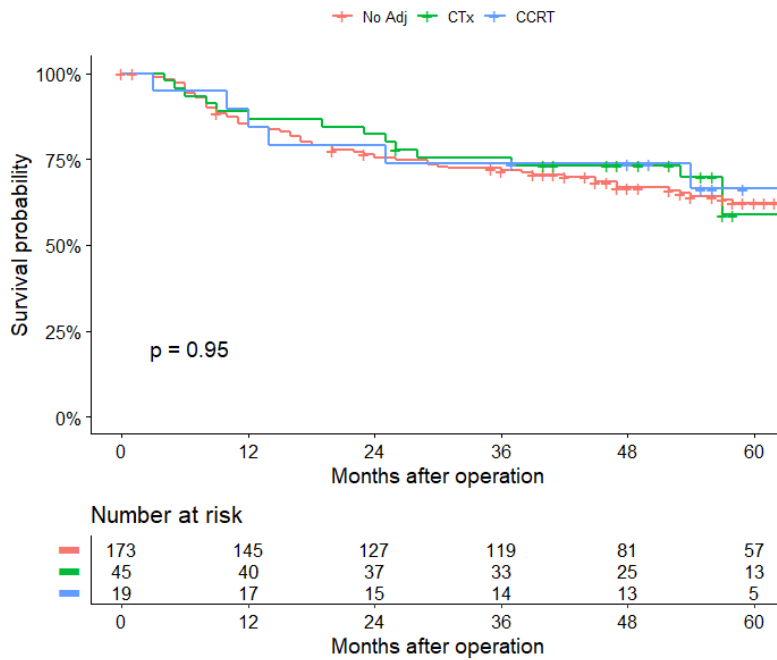 No Adj CTx CCRT
100%
75%
50%
25%
0%
Survival probability
p = 0.95
0 12 24 36 48 60
Months after operation
Number at risk
173 145 127 119 81 57
45 40 37 33 25 13
19 17 15 14 13 5
0 12 24 36 48 60
Months after operation